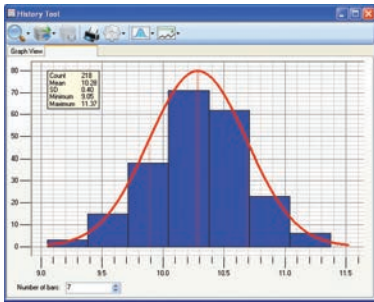 History Tool
Graph View
Count 218
Mean 10.28
SD 0.40
Minimum 9.05
Maximum 11.37
80
70
60
50
40
30
20
10
0
9.0 9.5 10.0 10.5 11.0 11.5
Number of bars: 7